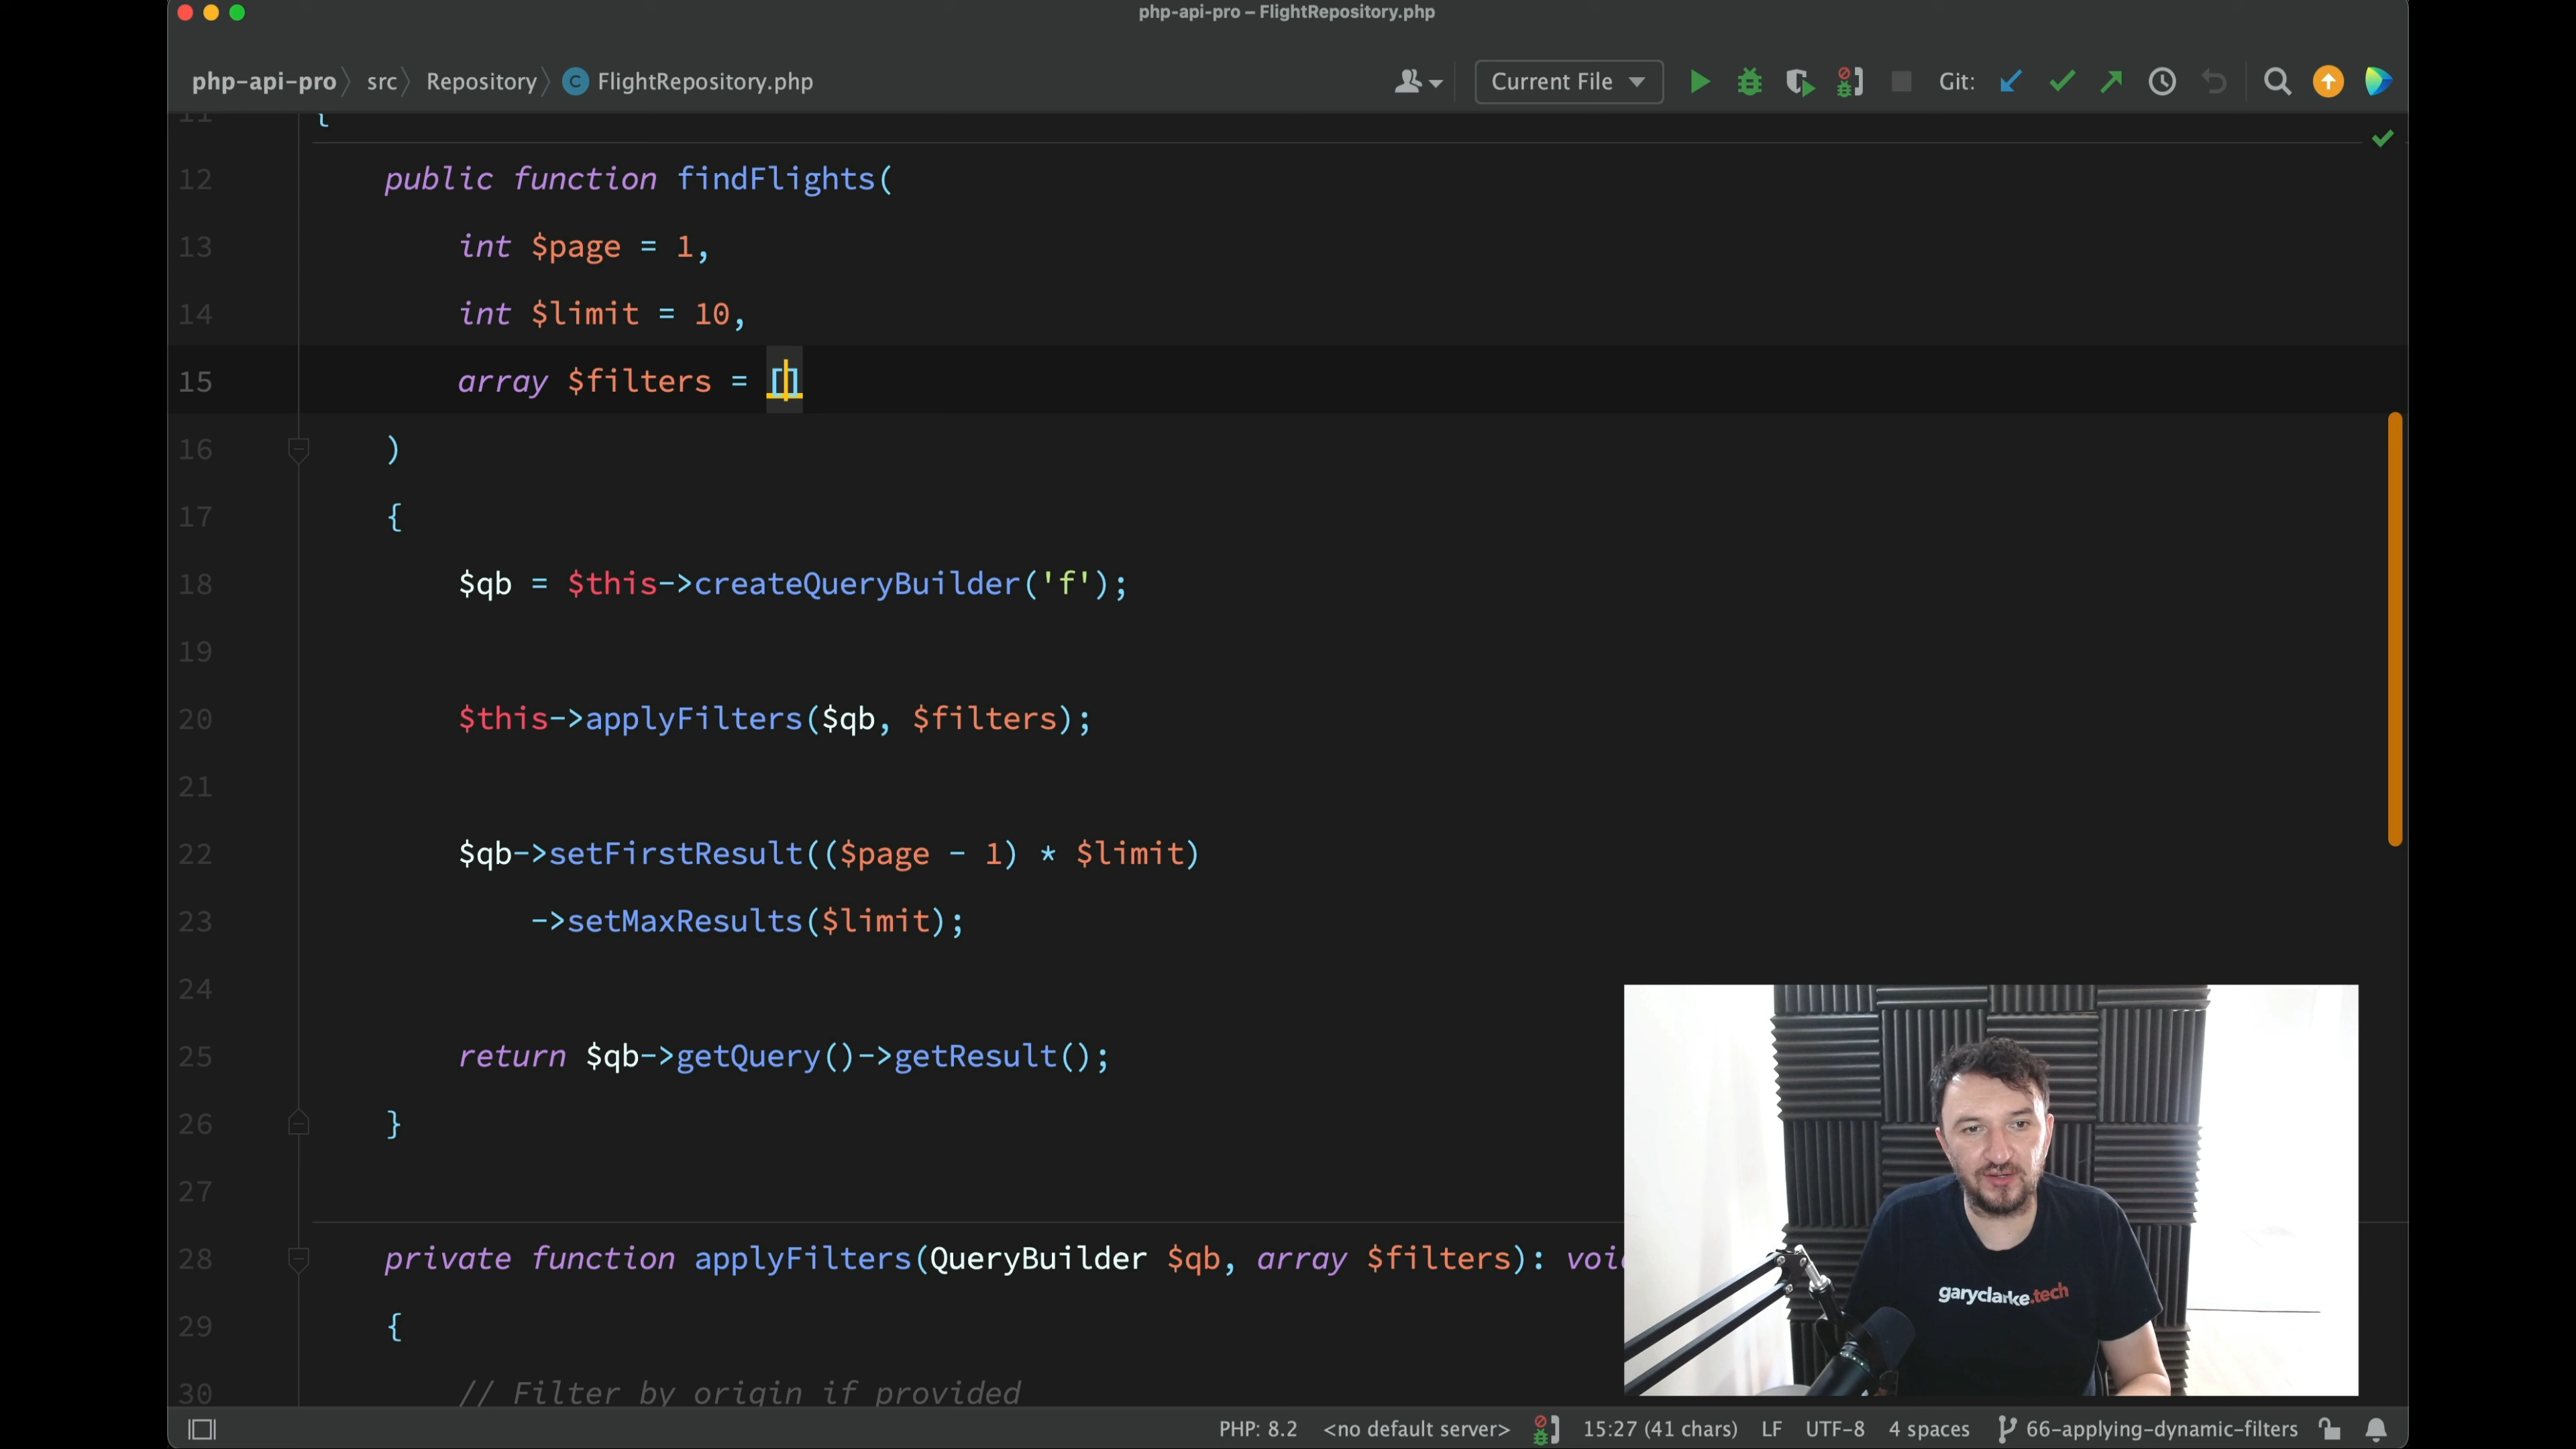 php-api-pro – FlightRepository.php
php-api-pro src Repository C FlightRepository.php Current File Git:
11 {
12 public function findFlights(
13 int $page = 1,
14 int $limit = 10,
15 array $filters = []
16 )
17 {
18 $qb = $this->createQueryBuilder('f');
19
20 $this->applyFilters($qb, $filters);
21
22 $qb->setFirstResult(($page - 1) * $limit)
23 ->setMaxResults($limit);
24
25 return $qb->getQuery()->getResult();
26 }
27
28 private function applyFilters(QueryBuilder $qb, array $filters): voi
29 {
30 // Filter by origin if provided
garyclarke.tech
PHP: 8.2 <no default server> 15:27 (41 chars) LF UTF-8 4 spaces 66-applying-dynamic-filters